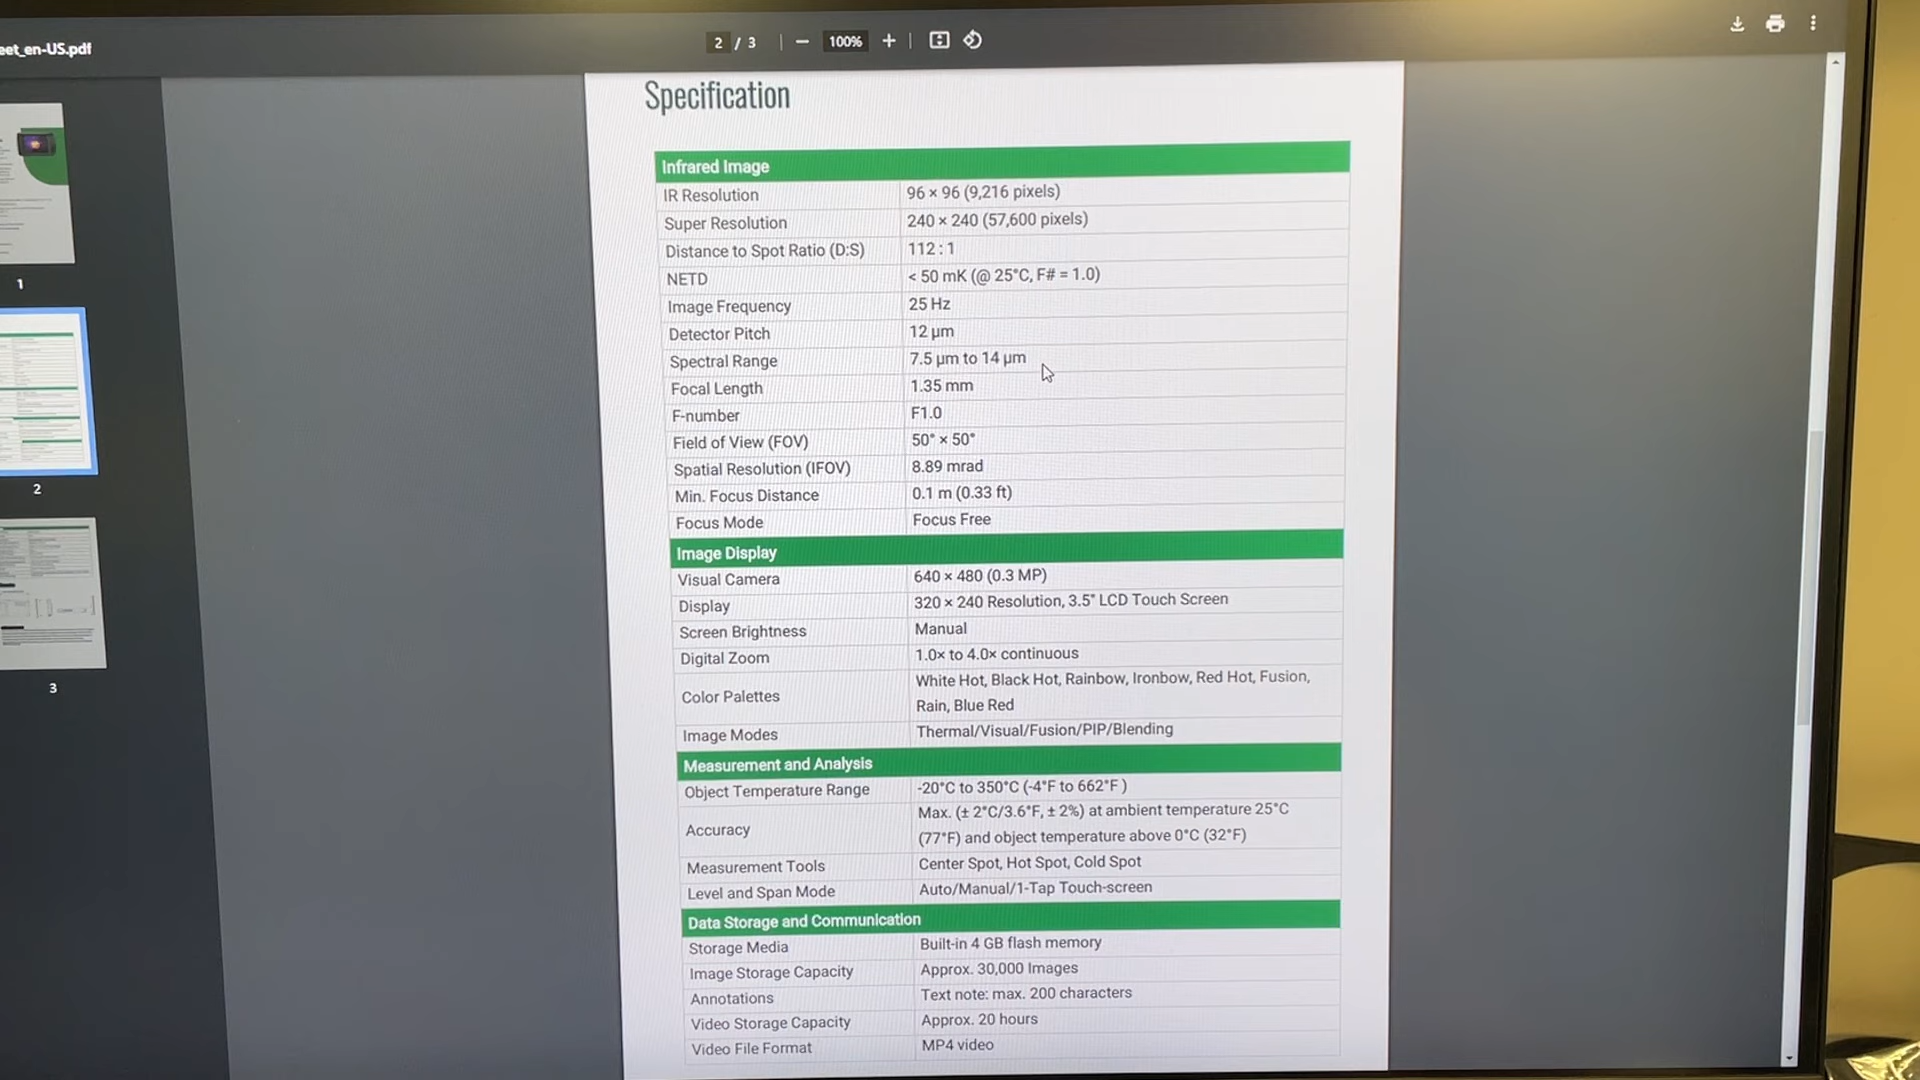 eet_en-US.pdf
2 / 3
100%
Specification
Infrared Image
IR Resolution 96 × 96 (9,216 pixels)
Super Resolution 240 × 240 (57,600 pixels)
Distance to Spot Ratio (D:S) 112 : 1
NETD < 50 mK (@ 25°C, F# = 1.0)
Image Frequency 25 Hz
Detector Pitch 12 μm
Spectral Range 7.5 μm to 14 μm
Focal Length 1.35 mm
F-number F1.0
Field of View (FOV) 50° × 50°
Spatial Resolution (IFOV) 8.89 mrad
Min. Focus Distance 0.1 m (0.33 ft)
Focus Mode Focus Free
Image Display
Visual Camera 640 × 480 (0.3 MP)
Display 320 × 240 Resolution, 3.5" LCD Touch Screen
Screen Brightness Manual
Digital Zoom 1.0× to 4.0× continuous
Color Palettes White Hot, Black Hot, Rainbow, Ironbow, Red Hot, Fusion,
Rain, Blue Red
Image Modes Thermal/Visual/Fusion/PIP/Blending
Measurement and Analysis
Object Temperature Range -20°C to 350°C (-4°F to 662°F )
Accuracy Max. (± 2°C/3.6°F, ± 2%) at ambient temperature 25°C
(77°F) and object temperature above 0°C (32°F)
Measurement Tools Center Spot, Hot Spot, Cold Spot
Level and Span Mode Auto/Manual/1-Tap Touch-screen
Data Storage and Communication
Storage Media Built-in 4 GB flash memory
Image Storage Capacity Approx. 30,000 Images
Annotations Text note: max. 200 characters
Video Storage Capacity Approx. 20 hours
Video File Format MP4 video
1
2
3